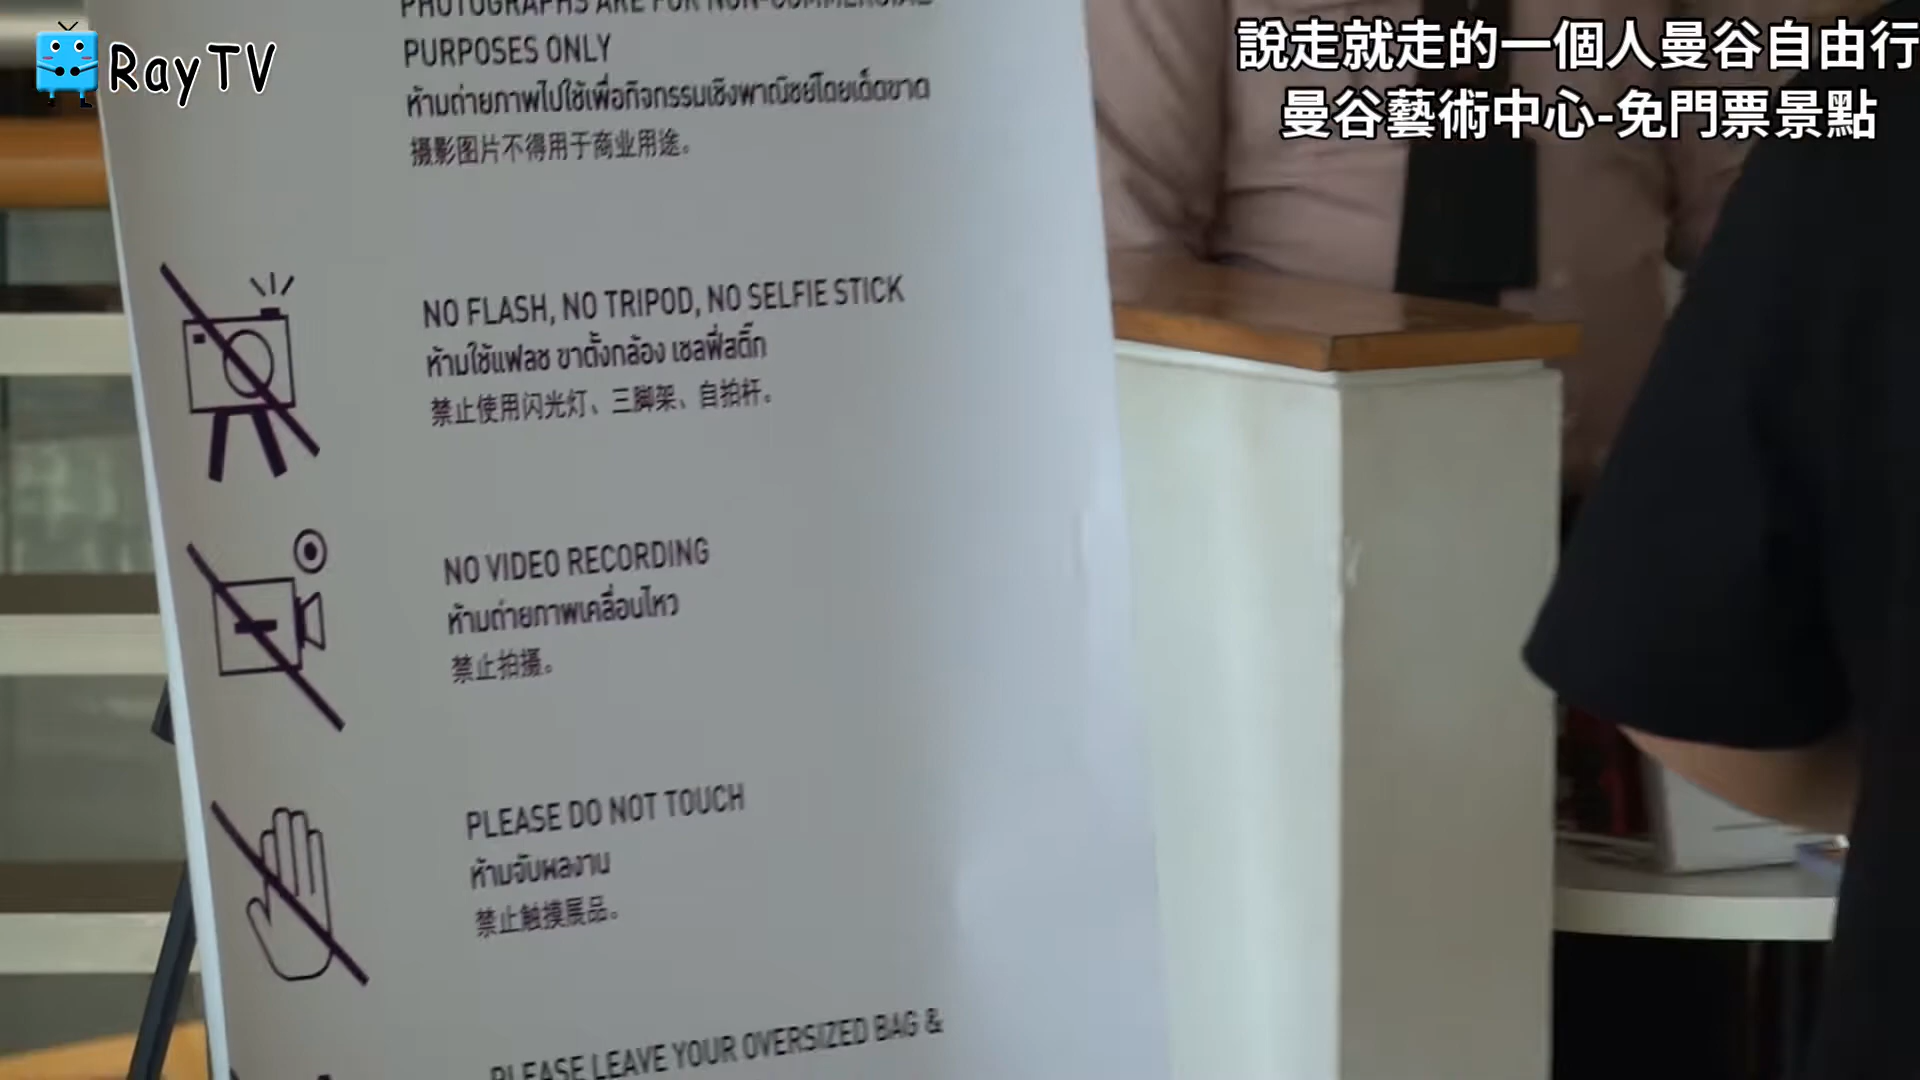 RayTV
說走就走的一個人曼谷自由行
曼谷藝術中心-免門票景點
PHOTOGRAPHS ARE FOR NON-COMMERCIAL
PURPOSES ONLY
ห้ามถ่ายภาพไปใช้เพื่อกิจกรรมเชิงพาณิชย์โดยเด็ดขาด
摄影图片不得用于商业用途。
NO FLASH, NO TRIPOD, NO SELFIE STICK
ห้ามใช้แฟลช ขาตั้งกล้อง เซลฟี่สติ๊ก
禁止使用闪光灯、三脚架、自拍杆。
NO VIDEO RECORDING
ห้ามถ่ายภาพเคลื่อนไหว
禁止拍摄。
PLEASE DO NOT TOUCH
ห้ามจับผลงาน
禁止触摸展品。
PLEASE LEAVE YOUR OVERSIZED BAG &